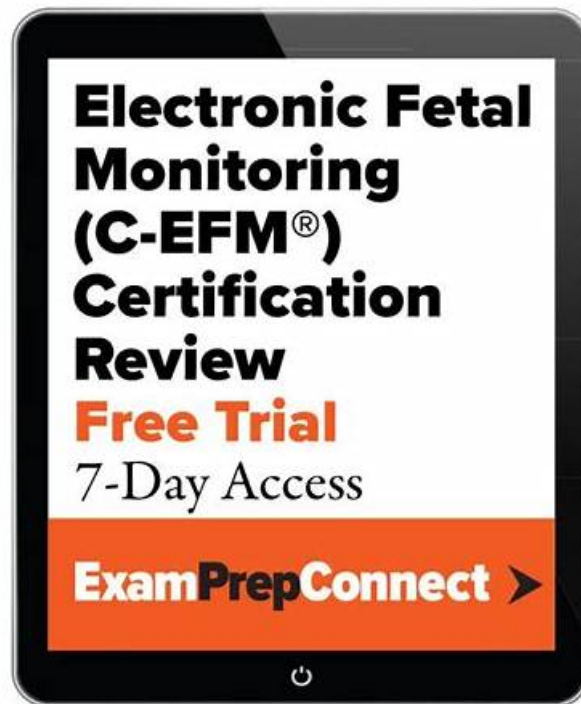 Electronic Fetal
Monitoring
(C-EFM®)
Certification
Review
Free Trial
7-Day Access
ExamPrepConnect